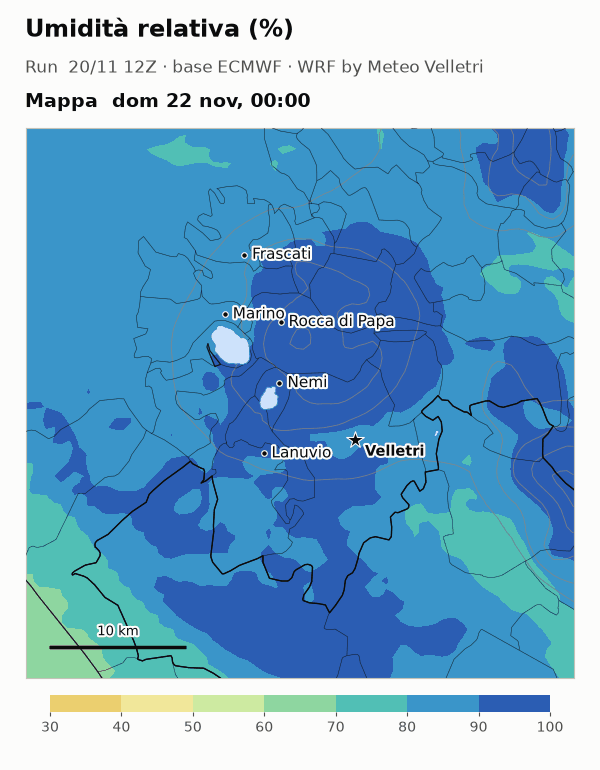 Umidità relativa (%)
Run  20/11 12Z · base ECMWF · WRF by Meteo Velletri
Mappa  dom 22 nov, 00:00
Frascati
Marino
Rocca di Papa
Nemi
Lanuvio
Velletri
10 km
30 40 50 60 70 80 90 100